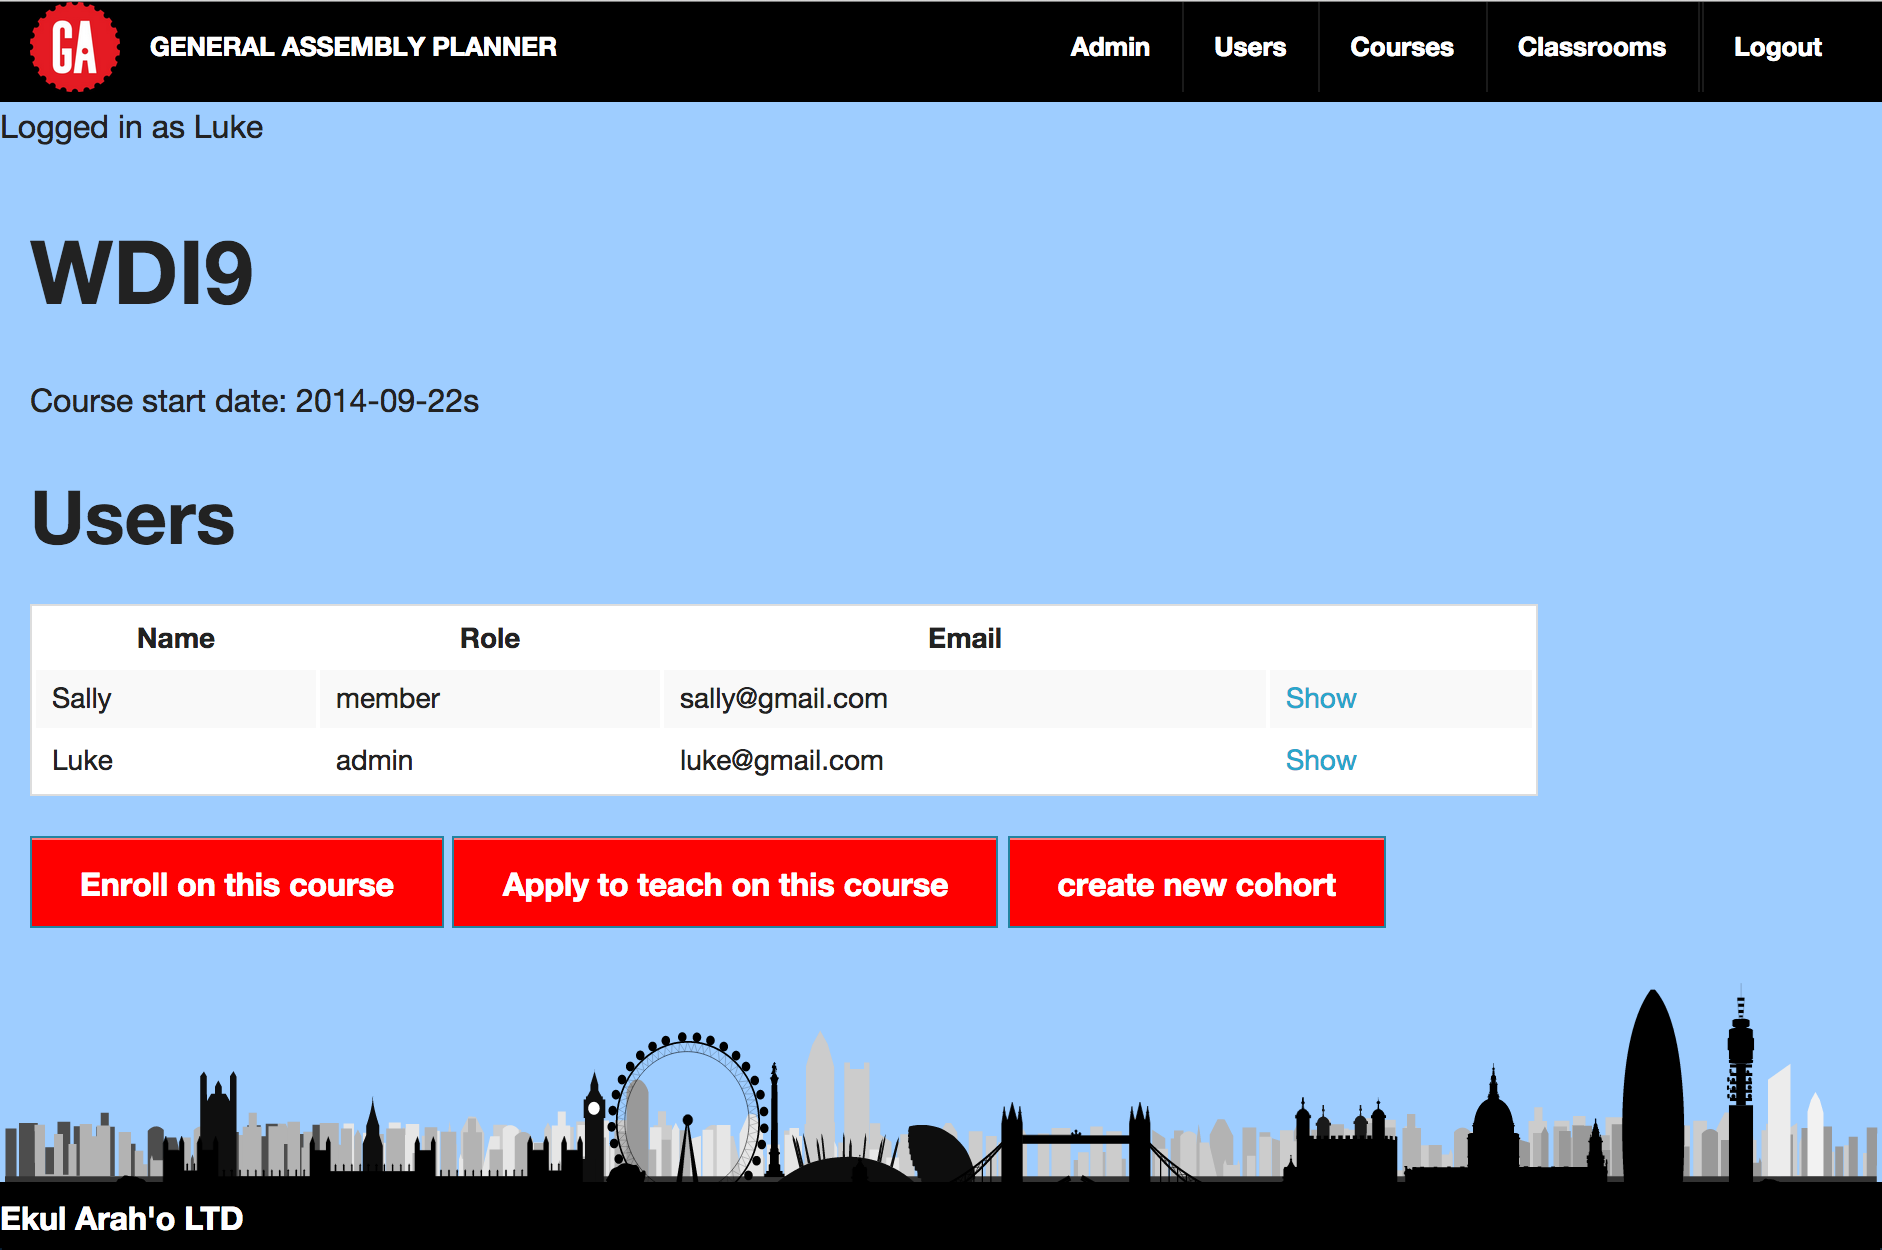 GA
GENERAL ASSEMBLY PLANNER
Admin Users Courses Classrooms Logout
Logged in as Luke
WDI9
Course start date: 2014-09-22s
Users
Name Role Email
Sally member sally@gmail.com Show
Luke admin luke@gmail.com Show
Enroll on this course Apply to teach on this course create new cohort
Ekul Arah'o LTD